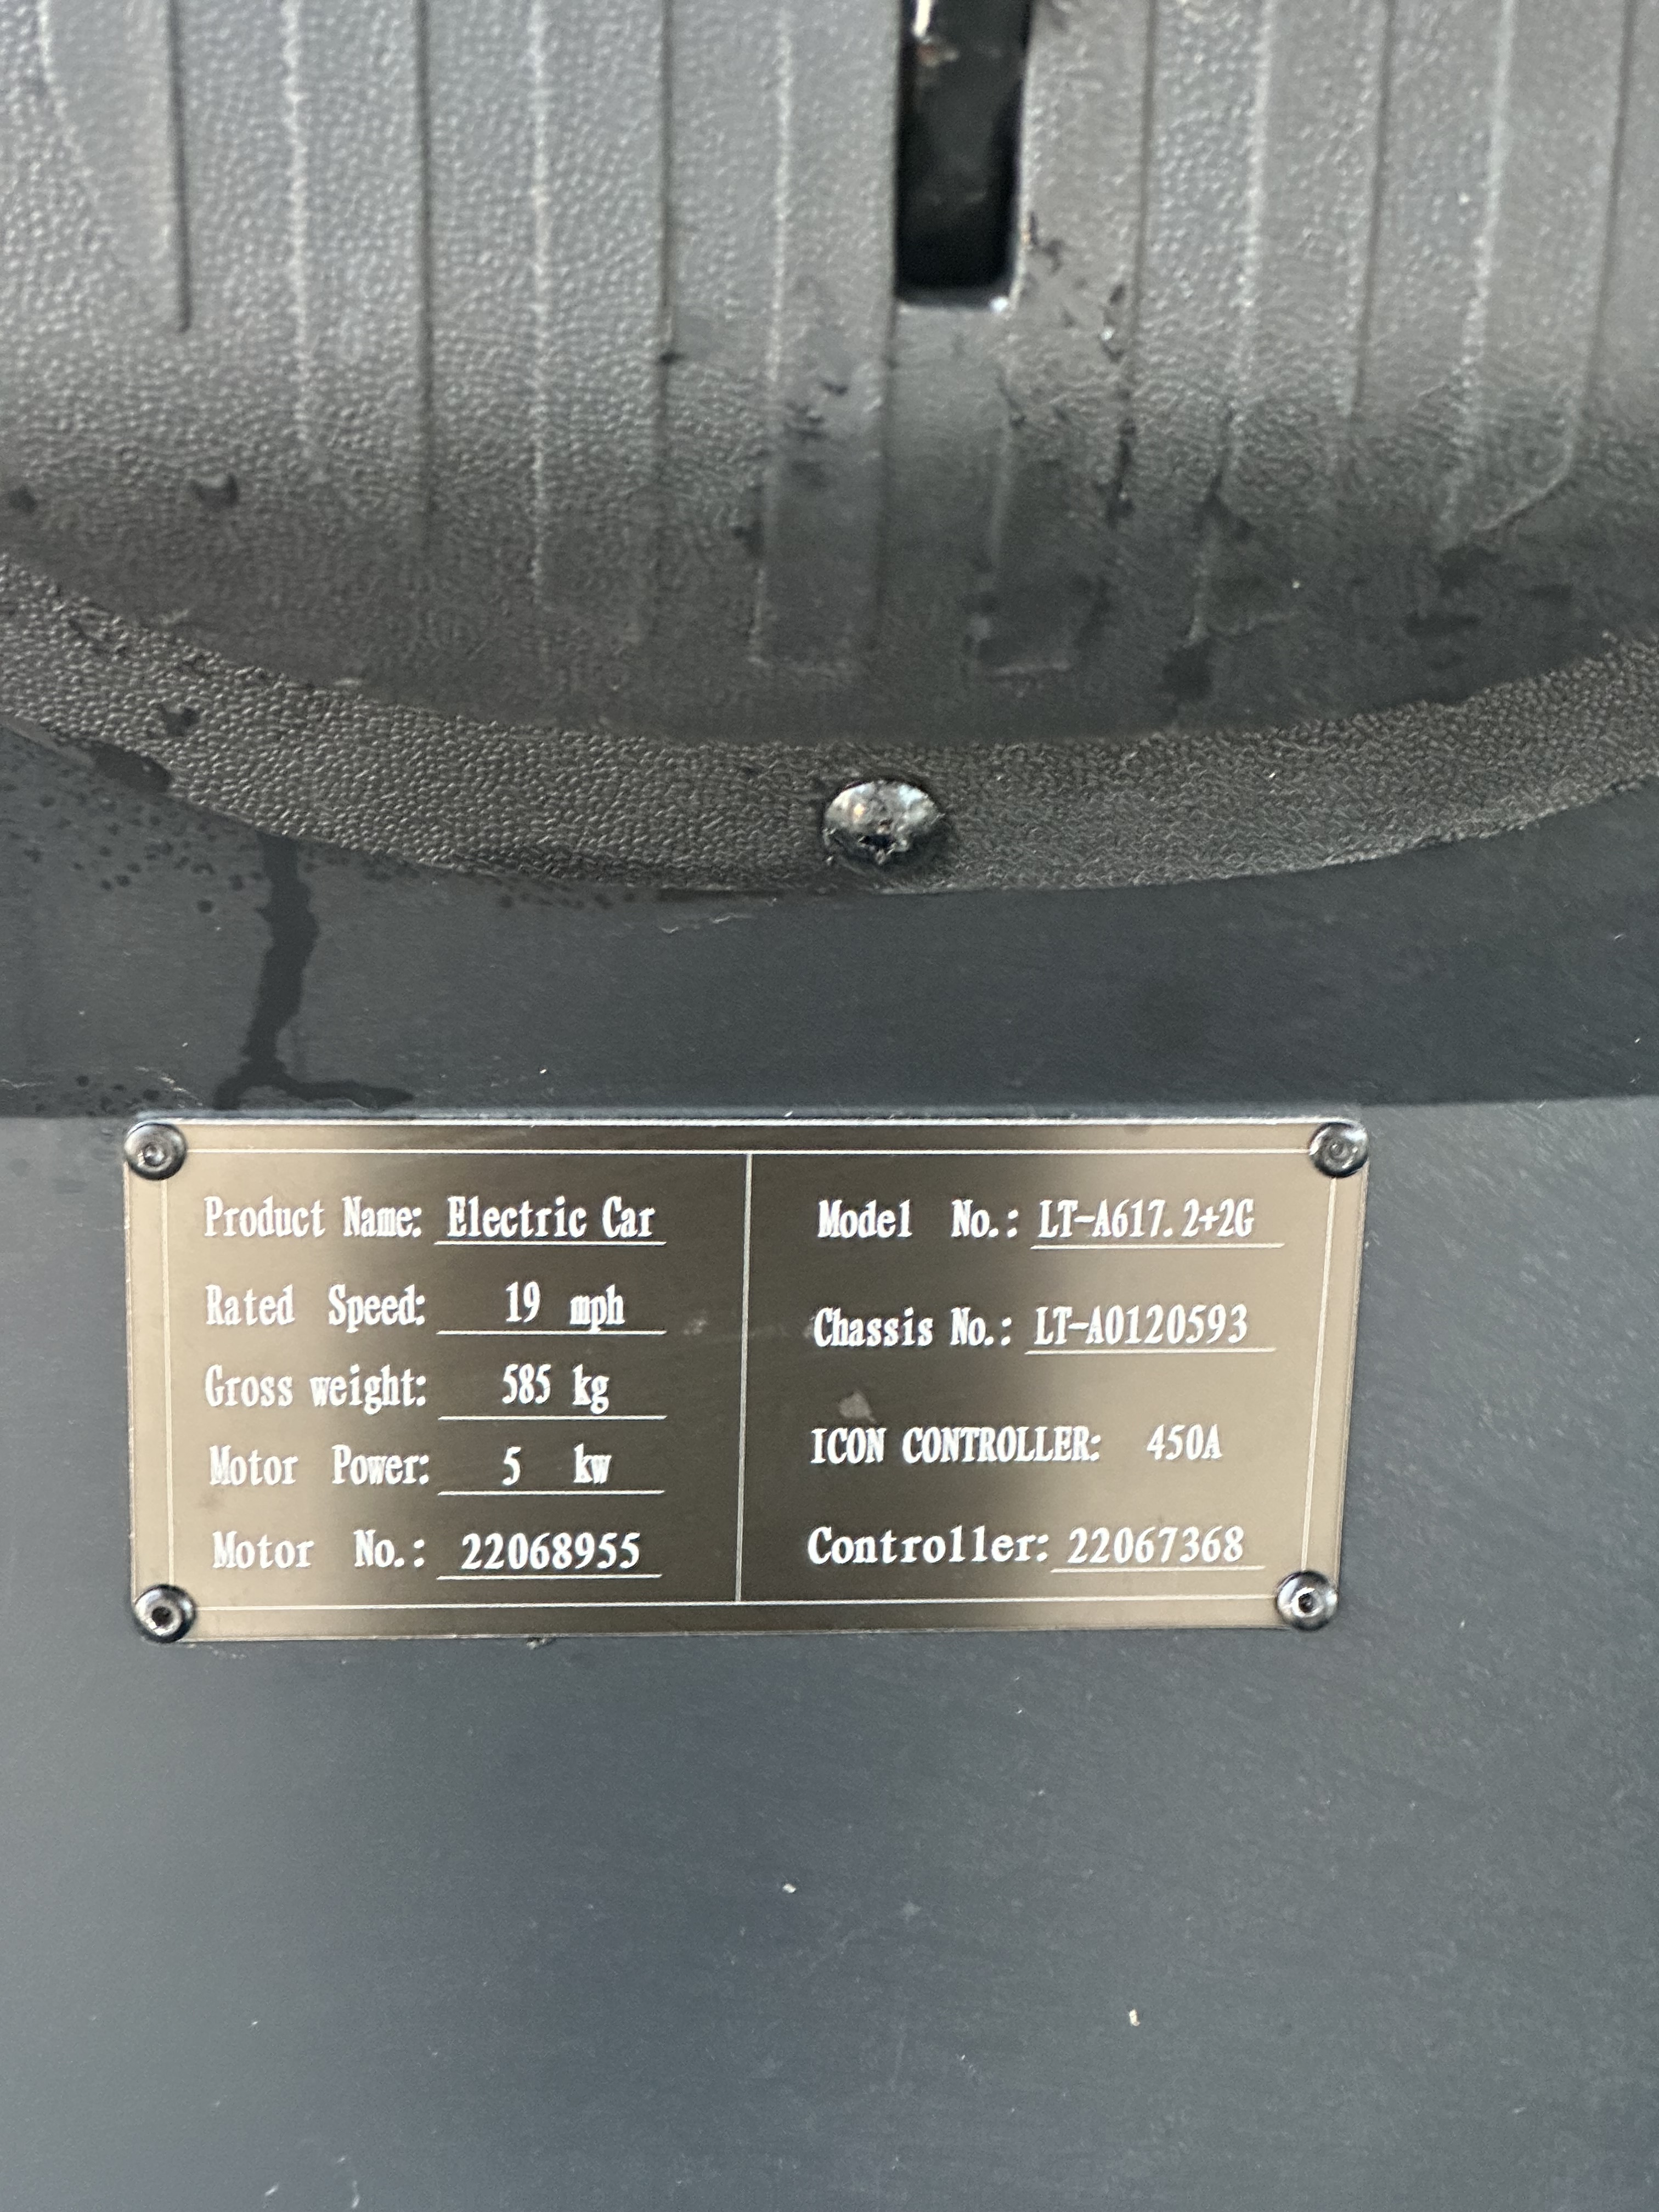 Product Name: Electric Car
Rated Speed: 19 mph
Gross weight: 585 kg
Motor Power: 5 kw
Motor No.: 22068955
Model No.: LT-A617.2+2G
Chassis No.: LT-A0120593
ICON CONTROLLER: 450A
Controller: 22067368